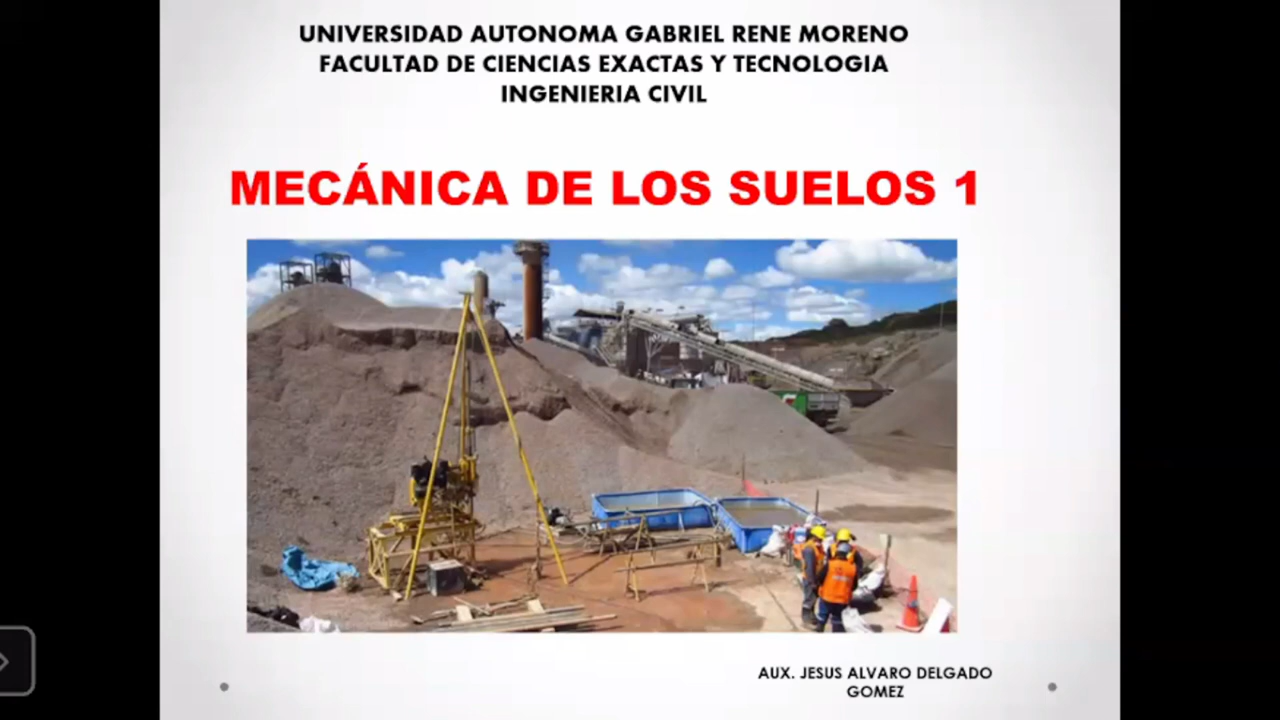 UNIVERSIDAD AUTONOMA GABRIEL RENE MORENO
FACULTAD DE CIENCIAS EXACTAS Y TECNOLOGIA
INGENIERIA CIVIL
MECÁNICA DE LOS SUELOS 1
AUX. JESUS ALVARO DELGADO
GOMEZ